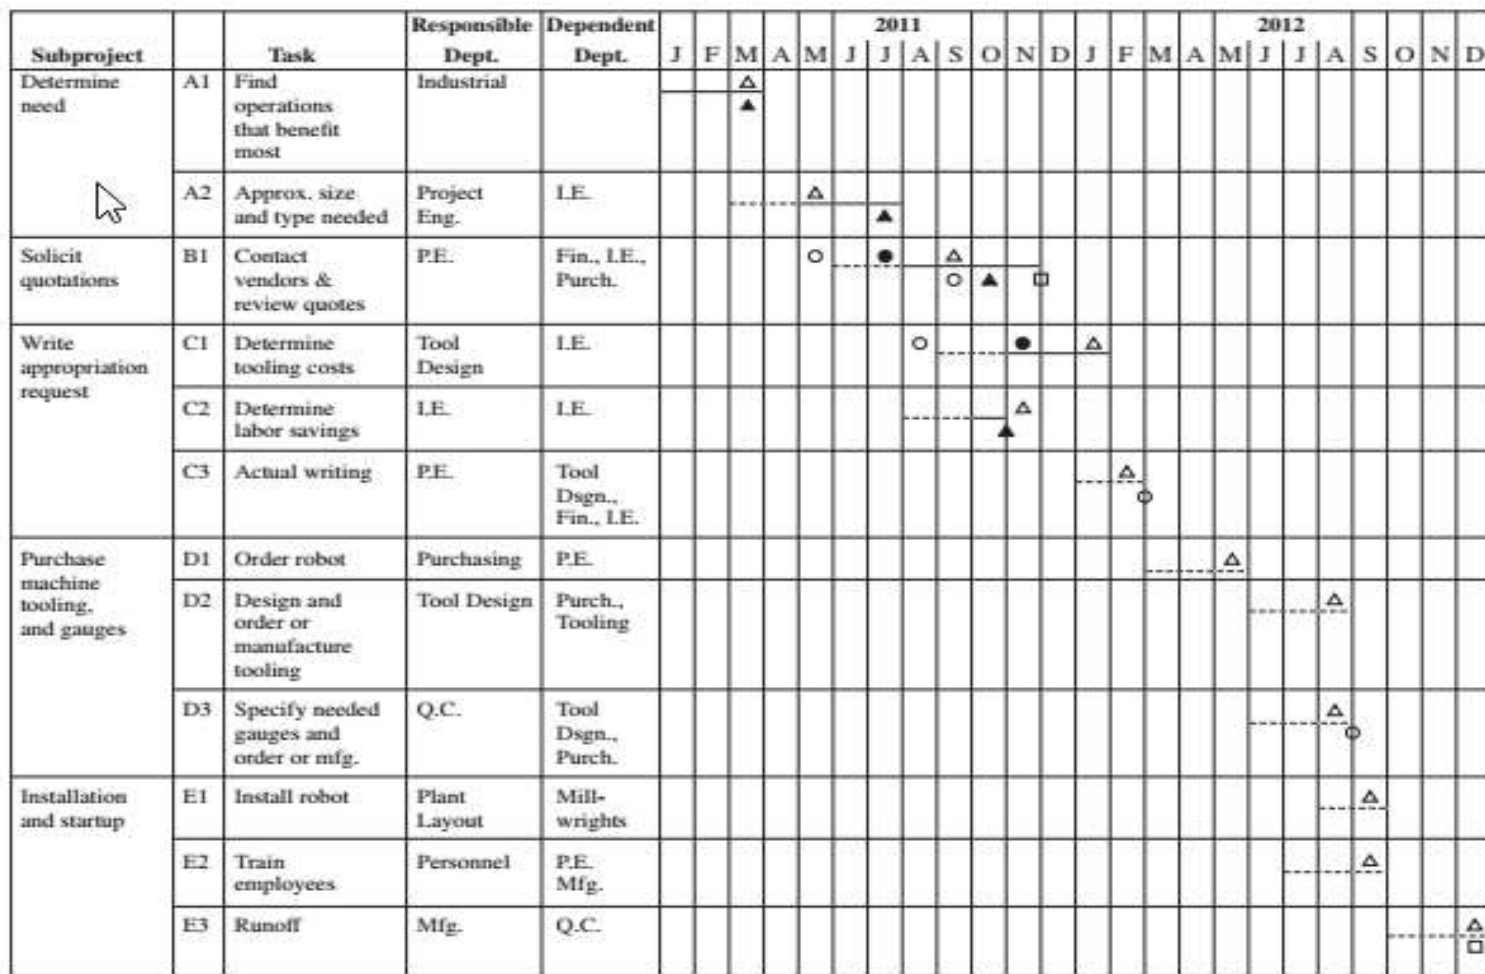 Responsible Dependent 2011 2012
Subproject Task Dept. Dept. J F M A M J J A S O N D J F M A M J J A S O N D
Determine A1 Find Industrial
need operations
that benefit
most
A2 Approx. size Project I.E.
and type needed Eng.
Solicit B1 Contact P.E. Fin., I.E.,
quotations vendors & Purch.
review quotes
Write C1 Determine Tool I.E.
appropriation tooling costs Design
request
C2 Determine I.E. I.E.
labor savings
C3 Actual writing P.E. Tool
Dsgn.,
Fin., I.E.
Purchase D1 Order robot Purchasing P.E.
machine
tooling, D2 Design and Tool Design Purch.,
and gauges order or Tooling
manufacture
tooling
D3 Specify needed Q.C. Tool
gauges and Dsgn.,
order or mfg. Purch.
Installation E1 Install robot Plant Mill-
and startup Layout wrights
E2 Train Personnel P.E.
employees Mfg.
E3 Runoff Mfg. Q.C.